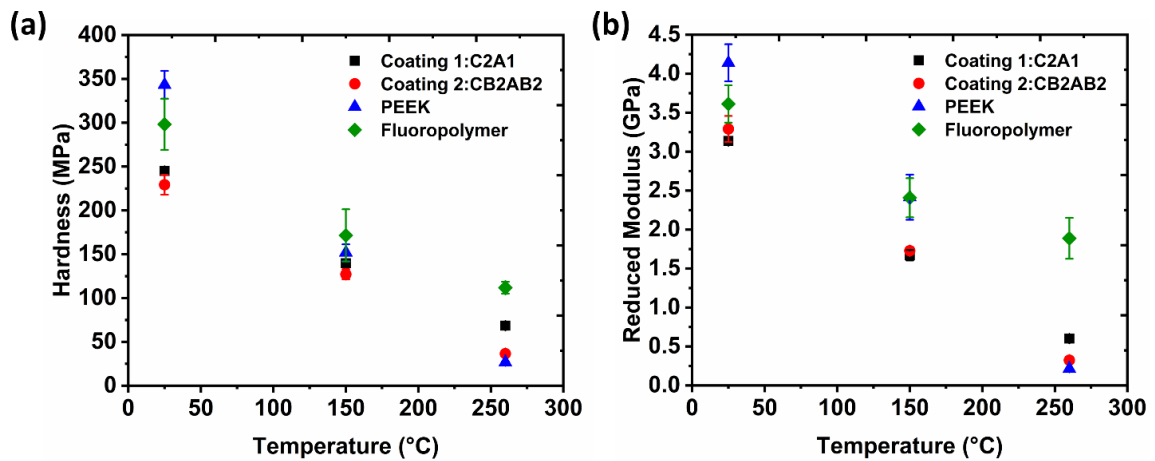 (a)
Hardness (MPa)
400
350
300
250
200
150
100
50
0
0 50 100 150 200 250 300
Temperature (°C)
Coating 1:C2A1
Coating 2:CB2AB2
PEEK
Fluoropolymer
(b)
Reduced Modulus (GPa)
4.5
4.0
3.5
3.0
2.5
2.0
1.5
1.0
0.5
0.0
0 50 100 150 200 250 300
Temperature (°C)
Coating 1:C2A1
Coating 2:CB2AB2
PEEK
Fluoropolymer